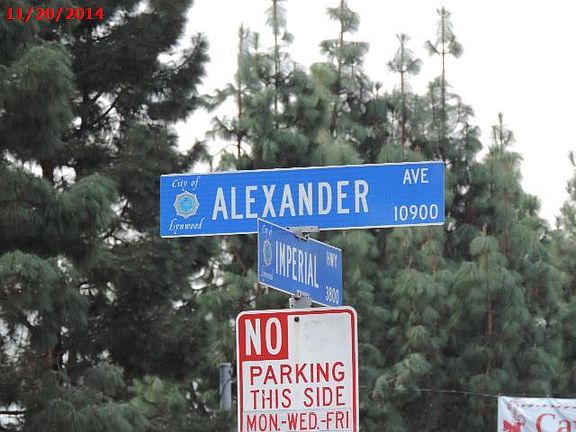 11/20/2014
City of
Lynwood
ALEXANDER AVE
10900
City of
Lynwood
IMPERIAL HWY
3800
NO
PARKING
THIS SIDE
MON.-WED.-FRI
Ca